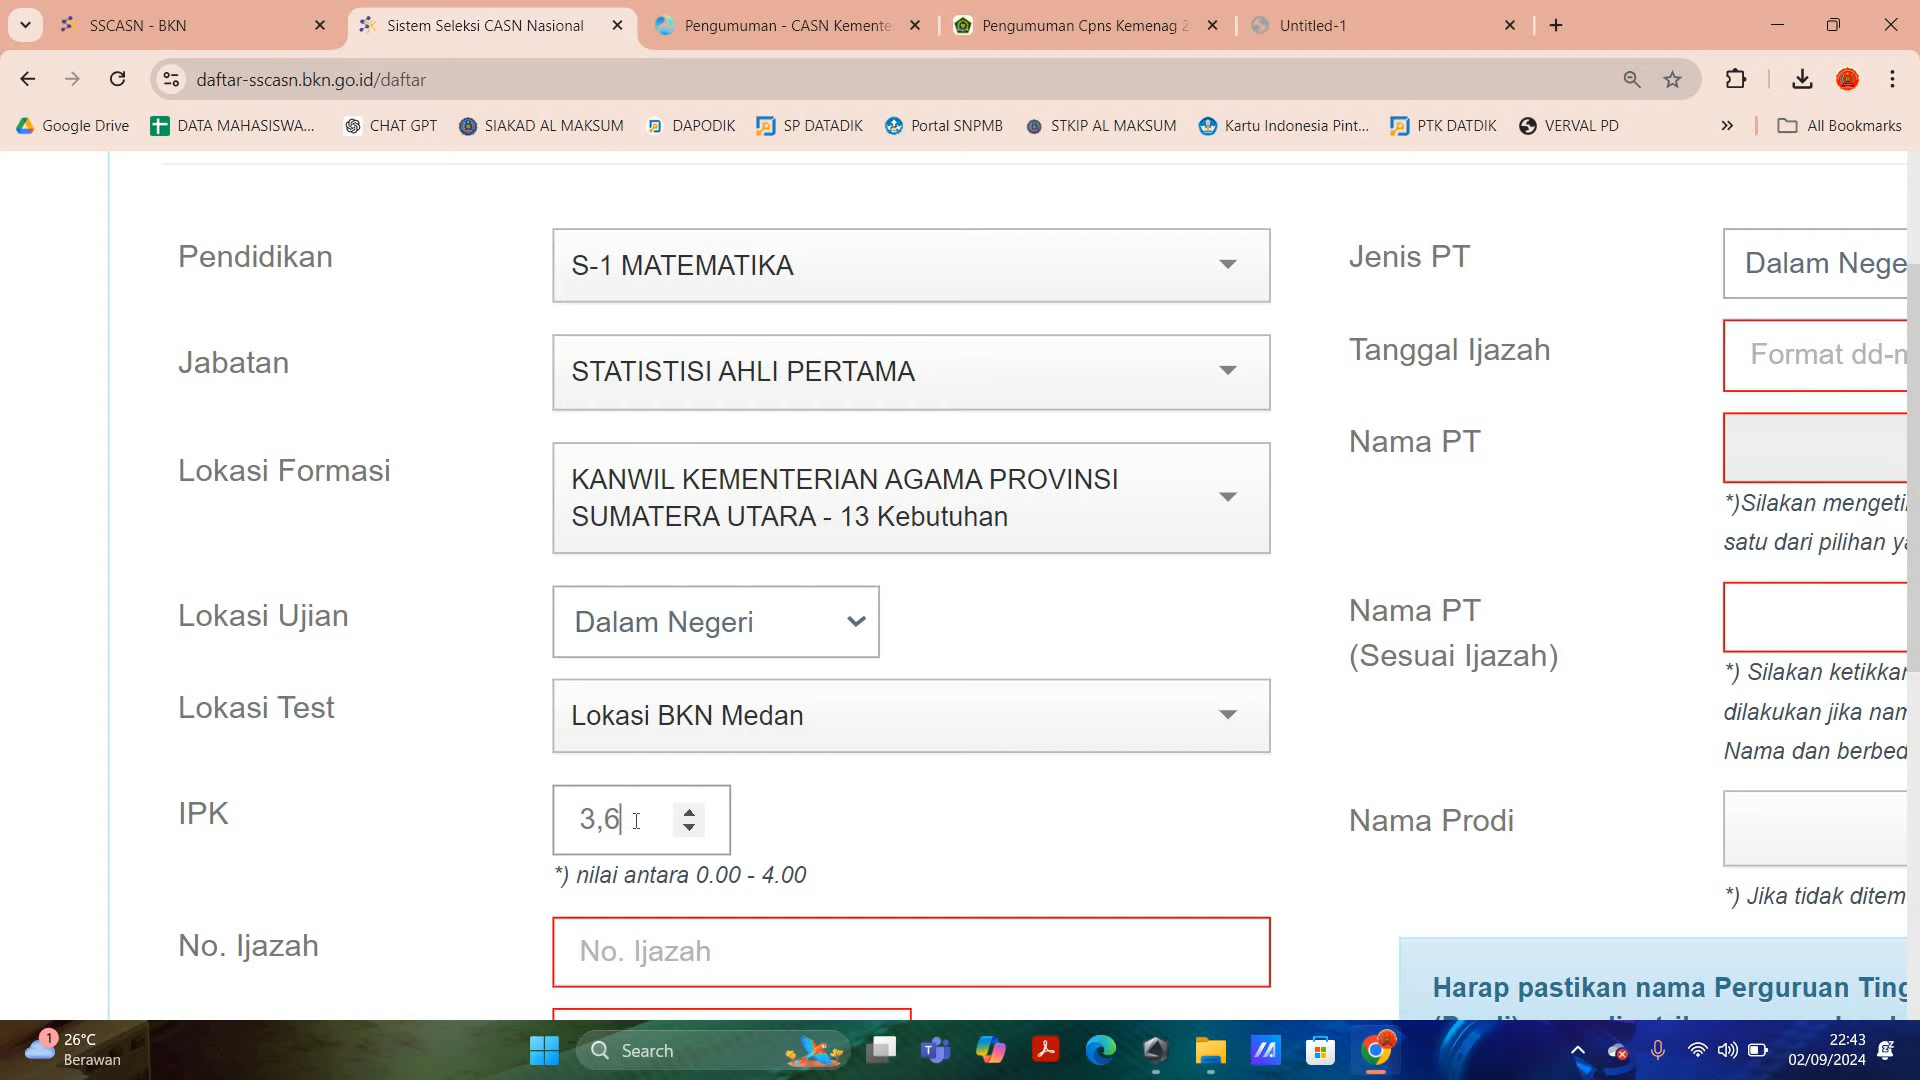 SSCASN - BKN
Sistem Seleksi CASN Nasional
Pengumuman - CASN Kemente
Pengumuman Cpns Kemenag 2
Untitled-1
daftar-sscasn.bkn.go.id/daftar
Google Drive
DATA MAHASISWA...
CHAT GPT
SIAKAD AL MAKSUM
DAPODIK
SP DATADIK
Portal SNPMB
STKIP AL MAKSUM
Kartu Indonesia Pint...
PTK DATDIK
VERVAL PD
All Bookmarks
Pendidikan
S-1 MATEMATIKA
Jenis PT
Dalam Nege
Jabatan
STATISTISI AHLI PERTAMA
Tanggal Ijazah
Format dd-m
Lokasi Formasi
KANWIL KEMENTERIAN AGAMA PROVINSI
SUMATERA UTARA - 13 Kebutuhan
Nama PT
*)Silakan mengeti
satu dari pilihan ya
Lokasi Ujian
Dalam Negeri
Nama PT
(Sesuai Ijazah)
*) Silakan ketikkan
dilakukan jika nam
Nama dan berbed
Lokasi Test
Lokasi BKN Medan
IPK
3,6
*) nilai antara 0.00 - 4.00
Nama Prodi
*) Jika tidak ditem
No. Ijazah
No. Ijazah
Harap pastikan nama Perguruan Ting
1
26°C
Berawan
Search
22:43
02/09/2024